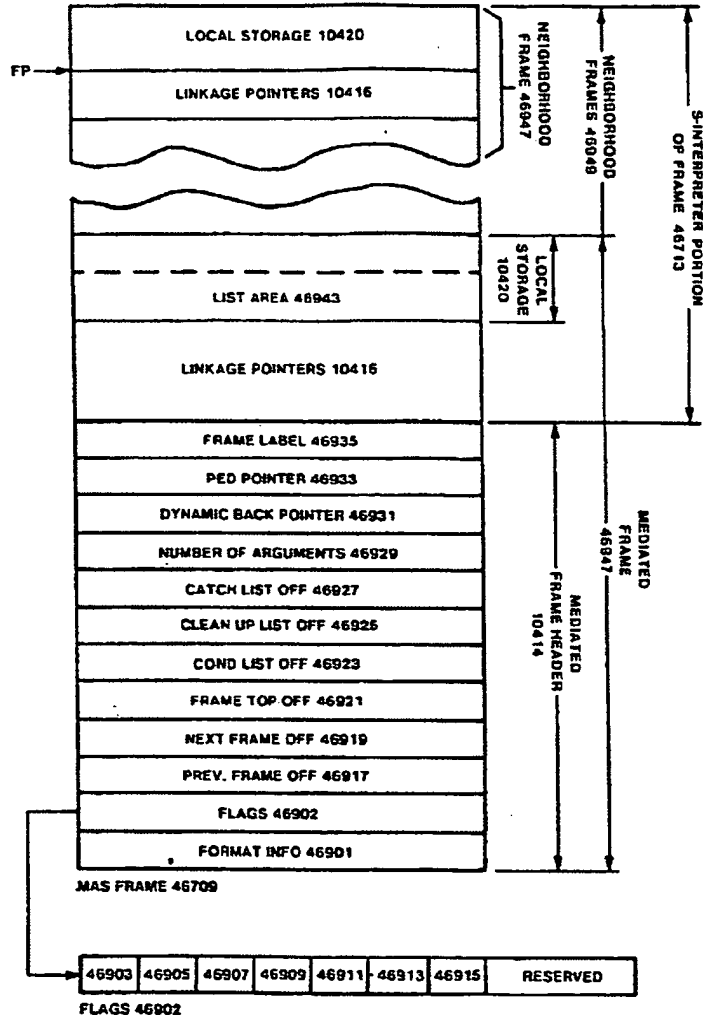 LOCAL STORAGE 10420
FP
LINKAGE POINTERS 10416
NEIGHBORHOOD
FRAME 46947
NEIGHBORHOOD
FRAMES 46949
S-INTERPRETER PORTION
OF FRAME 46713
LOCAL
STORAGE
10420
LIST AREA 46943
LINKAGE POINTERS 10416
FRAME LABEL 46935
PED POINTER 46933
DYNAMIC BACK POINTER 46931
NUMBER OF ARGUMENTS 46929
CATCH LIST OFF 46927
CLEAN UP LIST OFF 46925
COND LIST OFF 46923
FRAME TOP OFF 46921
NEXT FRAME OFF 46919
PREV. FRAME OFF 46917
FLAGS 46902
FORMAT INFO 46901
MEDIATED
FRAME HEADER
10414
MEDIATED
FRAME
46947
MAS FRAME 46709
46903 46905 46907 46909 46911 46913 46915 RESERVED
FLAGS 46902